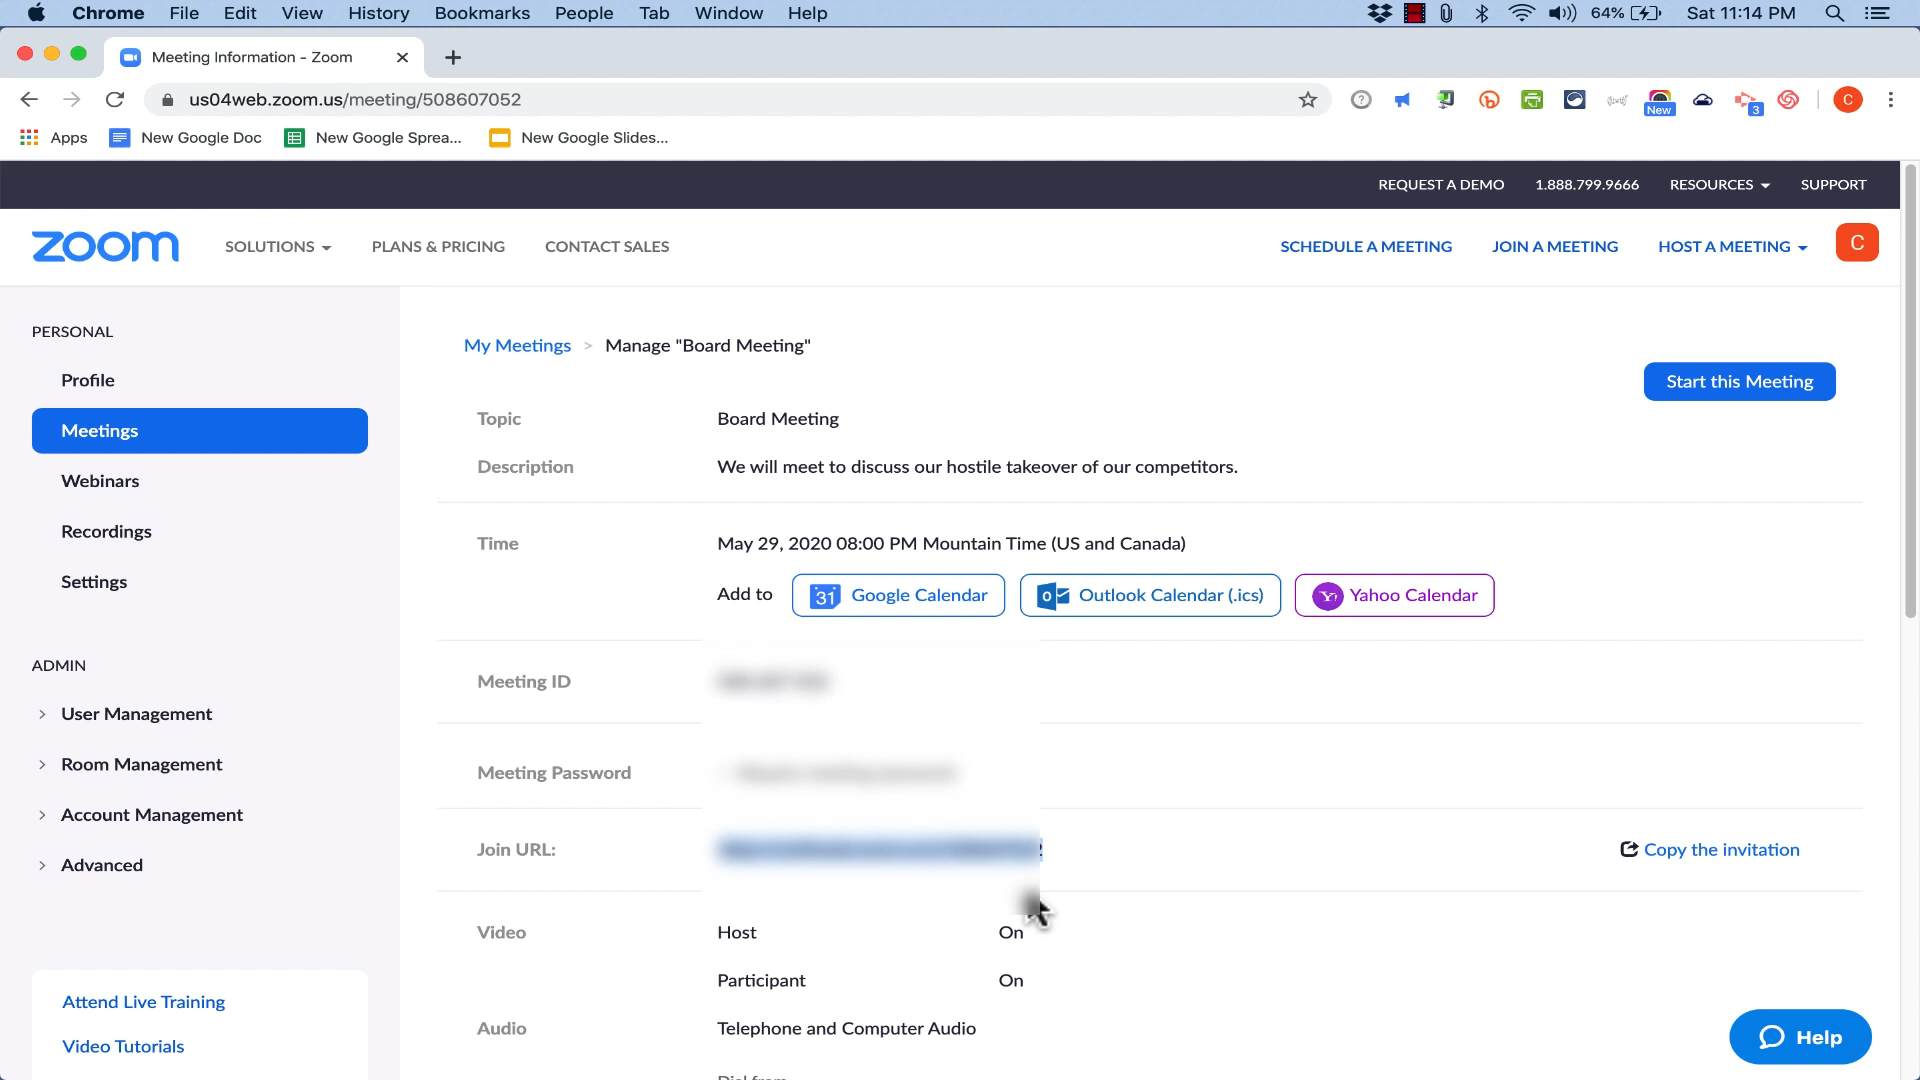 Chrome File Edit View History Bookmarks People Tab Window Help 64% Sat 11:14 PM
Meeting Information - Zoom
us04web.zoom.us/meeting/508607052
New
3
C
Apps New Google Doc New Google Sprea... New Google Slides...
REQUEST A DEMO 1.888.799.9666 RESOURCES SUPPORT
zoom SOLUTIONS PLANS & PRICING CONTACT SALES SCHEDULE A MEETING JOIN A MEETING HOST A MEETING C
PERSONAL
Profile
Meetings
Webinars
Recordings
Settings
ADMIN
User Management
Room Management
Account Management
Advanced
Attend Live Training
Video Tutorials
My Meetings > Manage "Board Meeting"
Start this Meeting
Topic Board Meeting
Description We will meet to discuss our hostile takeover of our competitors.
Time May 29, 2020 08:00 PM Mountain Time (US and Canada)
Add to 31 Google Calendar Outlook Calendar (.ics) Yahoo Calendar
Meeting ID
Meeting Password
Join URL: Copy the invitation
Video Host On
Participant On
Audio Telephone and Computer Audio
Dial from
Help